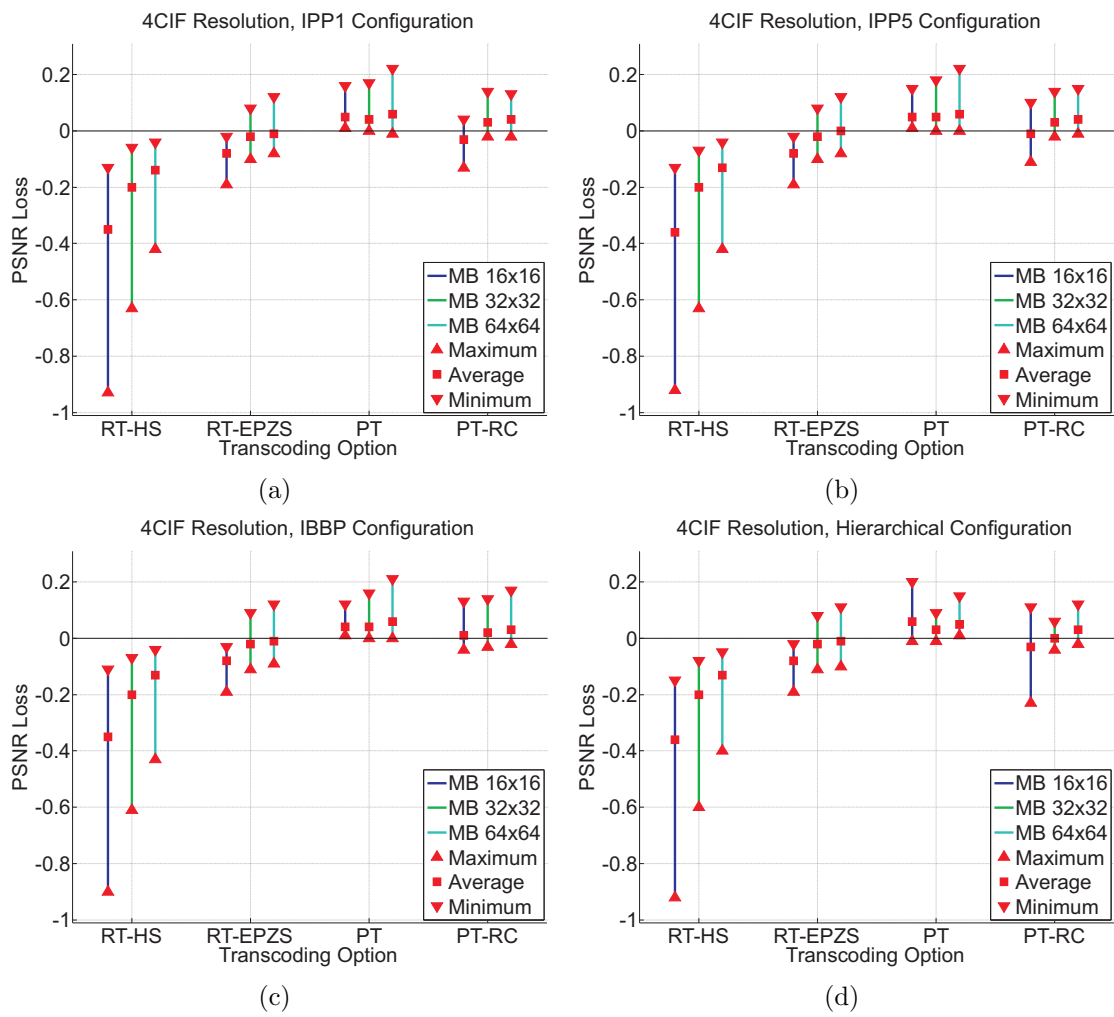 4CIF Resolution, IPP1 Configuration
0.2
0
-0.2
-0.4
-0.6
-0.8
-1
PSNR Loss
MB 16x16
MB 32x32
MB 64x64
Maximum
Average
Minimum
RT-HS RT-EPZS PT PT-RC
Transcoding Option
(a)
4CIF Resolution, IPP5 Configuration
0.2
0
-0.2
-0.4
-0.6
-0.8
-1
PSNR Loss
MB 16x16
MB 32x32
MB 64x64
Maximum
Average
Minimum
RT-HS RT-EPZS PT PT-RC
Transcoding Option
(b)
4CIF Resolution, IBBP Configuration
0.2
0
-0.2
-0.4
-0.6
-0.8
-1
PSNR Loss
MB 16x16
MB 32x32
MB 64x64
Maximum
Average
Minimum
RT-HS RT-EPZS PT PT-RC
Transcoding Option
(c)
4CIF Resolution, Hierarchical Configuration
0.2
0
-0.2
-0.4
-0.6
-0.8
-1
PSNR Loss
MB 16x16
MB 32x32
MB 64x64
Maximum
Average
Minimum
RT-HS RT-EPZS PT PT-RC
Transcoding Option
(d)